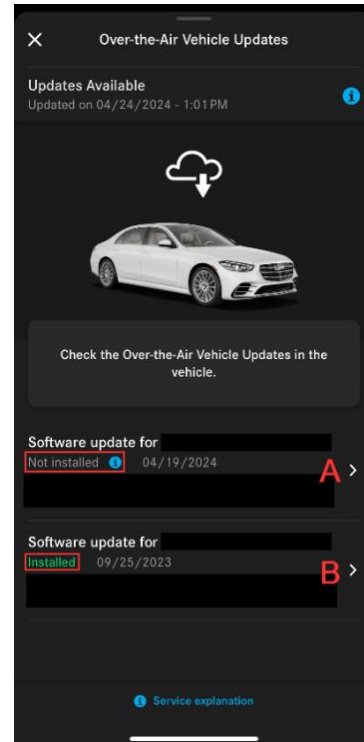 Over-the-Air Vehicle Updates
Updates Available
Updated on 04/24/2024 - 1:01 PM
Check the Over-the-Air Vehicle Updates in the
vehicle.
Software update for
Not installed 04/19/2024
A
Software update for
Installed 09/25/2023
B
Service explanation